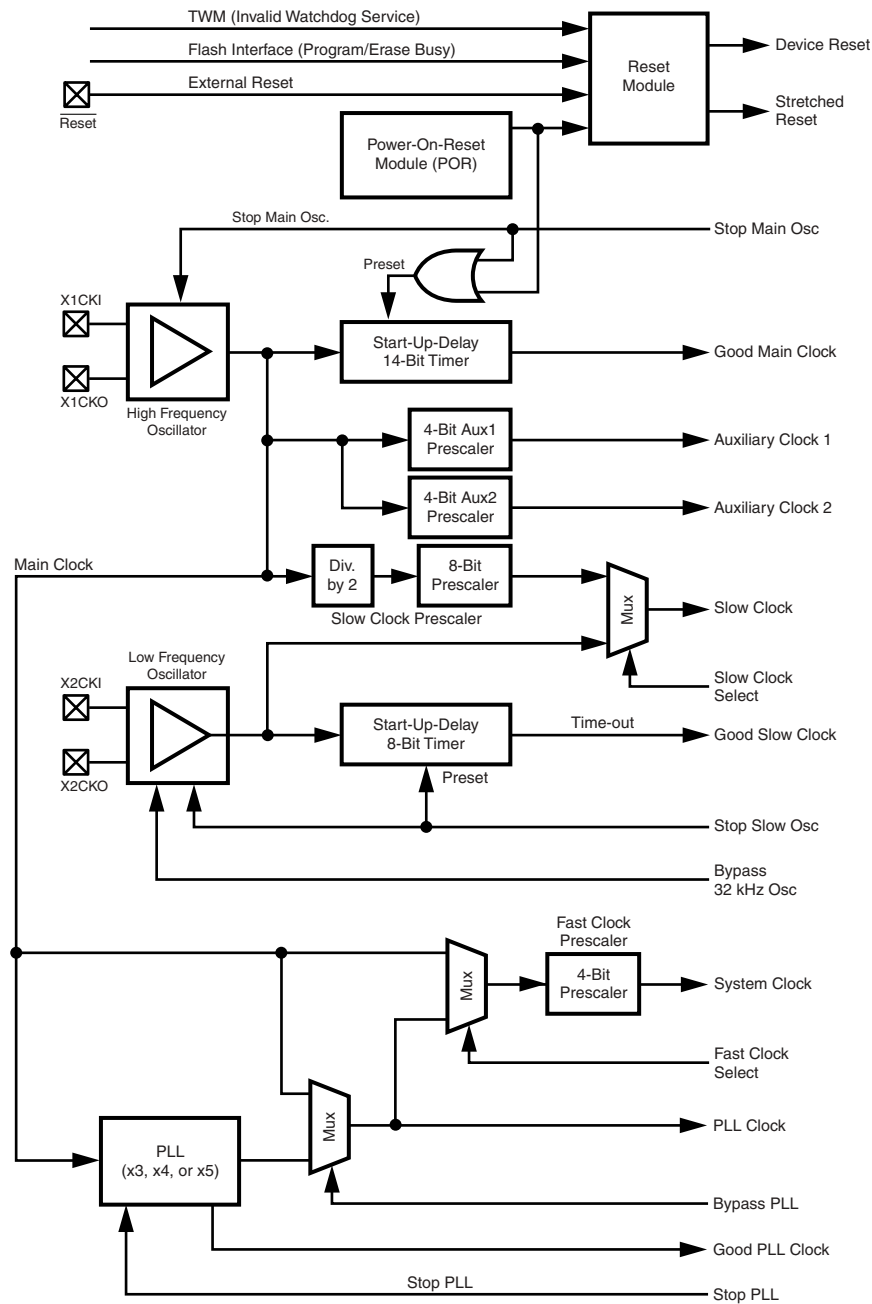 TWM (Invalid Watchdog Service)
Flash Interface (Program/Erase Busy)
External Reset
Reset
Reset
Module
Device Reset
Stretched
Reset
Power-On-Reset
Module (POR)
Stop Main Osc.
Stop Main Osc
Preset
X1CKI
X1CKO
High Frequency
Oscillator
Start-Up-Delay
14-Bit Timer
Good Main Clock
4-Bit Aux1
Prescaler
Auxiliary Clock 1
4-Bit Aux2
Prescaler
Auxiliary Clock 2
Main Clock
Div.
by 2
8-Bit
Prescaler
Slow Clock Prescaler
Mux
Slow Clock
Slow Clock
Select
Low Frequency
Oscillator
X2CKI
X2CKO
Start-Up-Delay
8-Bit Timer
Time-out
Good Slow Clock
Preset
Stop Slow Osc
Bypass
32 kHz Osc
Fast Clock
Prescaler
Mux
4-Bit
Prescaler
System Clock
Fast Clock
Select
Mux
PLL Clock
PLL
(x3, x4, or x5)
Bypass PLL
Good PLL Clock
Stop PLL
Stop PLL